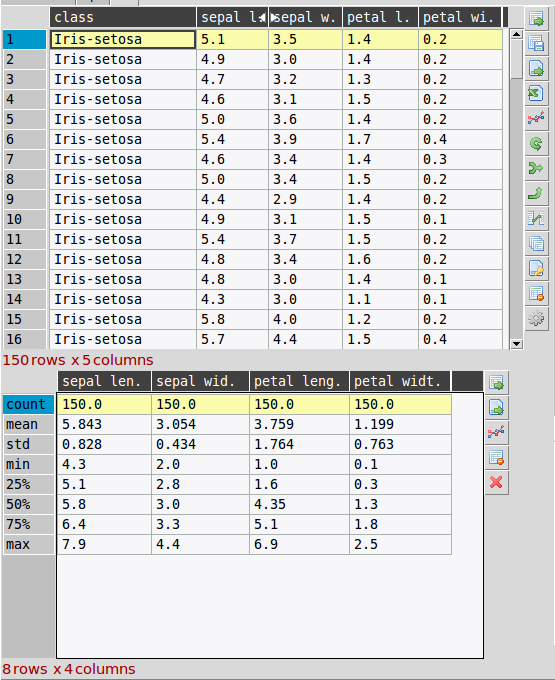 class sepal l. sepal w. petal l. petal wi.
1 Iris-setosa 5.1 3.5 1.4 0.2
2 Iris-setosa 4.9 3.0 1.4 0.2
3 Iris-setosa 4.7 3.2 1.3 0.2
4 Iris-setosa 4.6 3.1 1.5 0.2
5 Iris-setosa 5.0 3.6 1.4 0.2
6 Iris-setosa 5.4 3.9 1.7 0.4
7 Iris-setosa 4.6 3.4 1.4 0.3
8 Iris-setosa 5.0 3.4 1.5 0.2
9 Iris-setosa 4.4 2.9 1.4 0.2
10 Iris-setosa 4.9 3.1 1.5 0.1
11 Iris-setosa 5.4 3.7 1.5 0.2
12 Iris-setosa 4.8 3.4 1.6 0.2
13 Iris-setosa 4.8 3.0 1.4 0.1
14 Iris-setosa 4.3 3.0 1.1 0.1
15 Iris-setosa 5.8 4.0 1.2 0.2
16 Iris-setosa 5.7 4.4 1.5 0.4
150 rows x 5 columns
sepal len. sepal wid. petal leng. petal widt.
count 150.0 150.0 150.0 150.0
mean 5.843 3.054 3.759 1.199
std 0.828 0.434 1.764 0.763
min 4.3 2.0 1.0 0.1
25% 5.1 2.8 1.6 0.3
50% 5.8 3.0 4.35 1.3
75% 6.4 3.3 5.1 1.8
max 7.9 4.4 6.9 2.5
8 rows x 4 columns